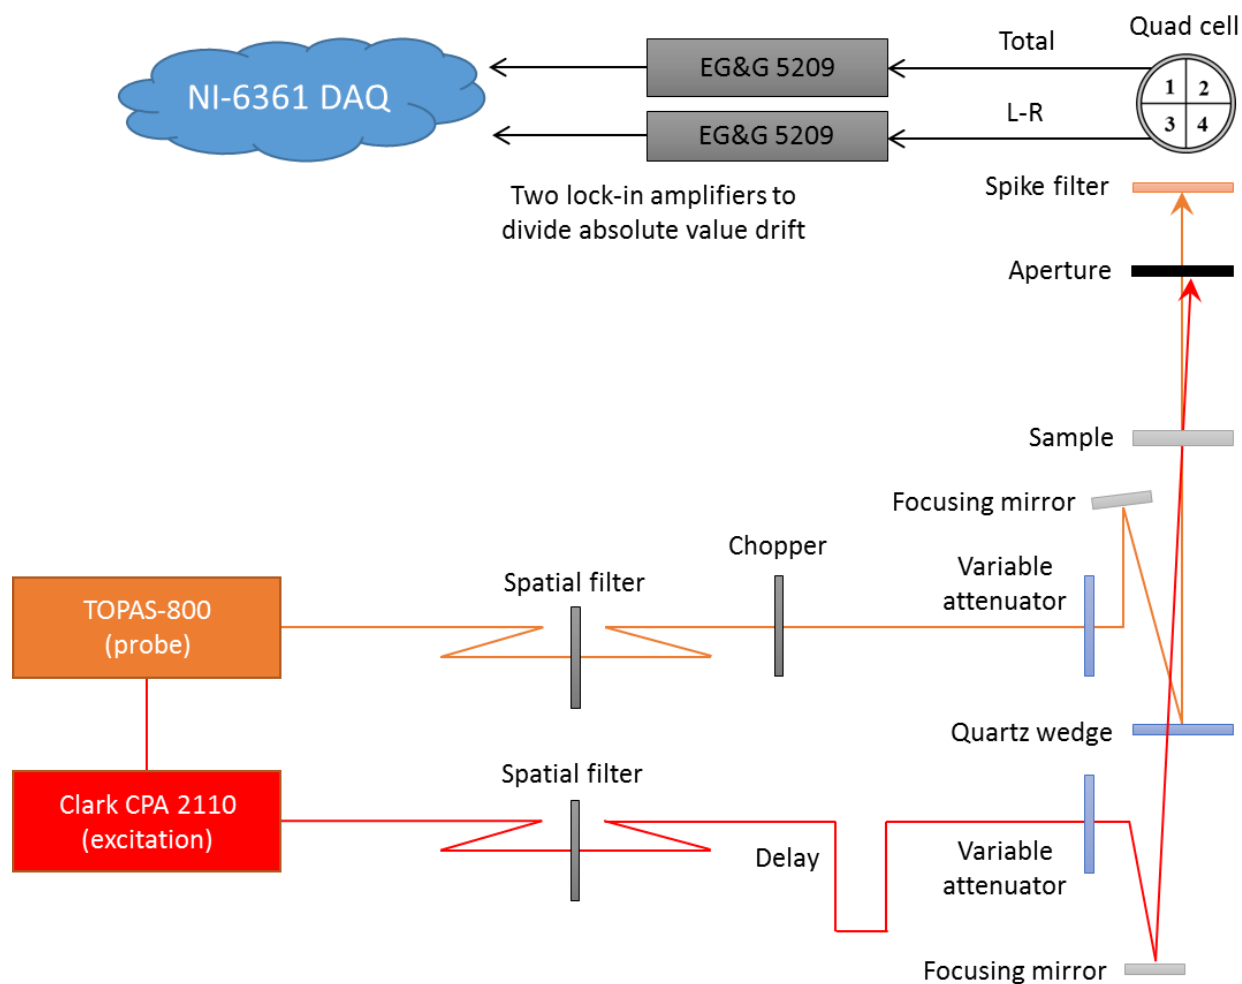 Quad cell
Total
EG&G 5209
NI-6361 DAQ
1 2
L-R
3 4
EG&G 5209
Spike filter
Two lock-in amplifiers to
divide absolute value drift
Aperture
Sample
Focusing mirror
Chopper
Variable
attenuator
Spatial filter
TOPAS-800
(probe)
Quartz wedge
Spatial filter
Clark CPA 2110
(excitation)
Delay
Variable
attenuator
Focusing mirror